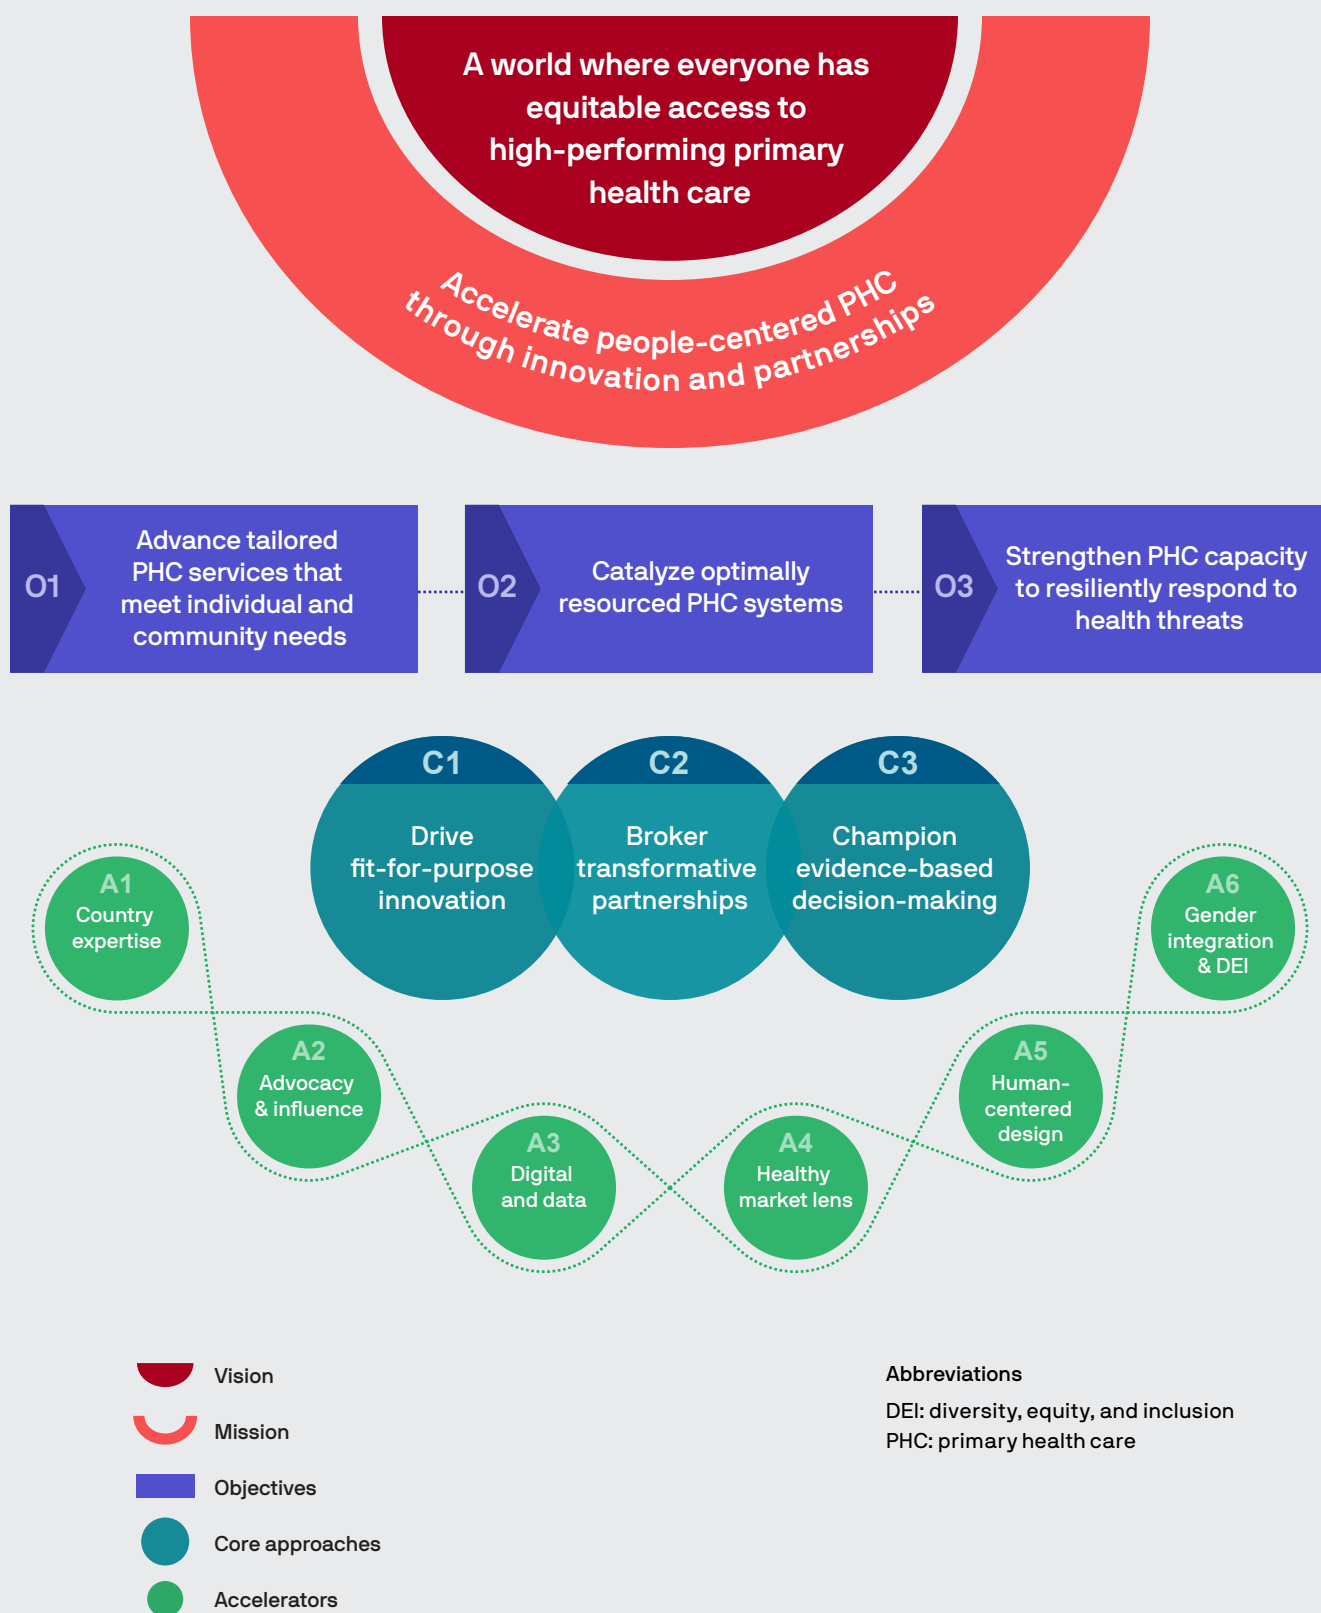 A world where everyone has
equitable access to
high-performing primary
health care
Accelerate people-centered PHC
through innovation and partnerships
O1
Advance tailored
PHC services that
meet individual and
community needs
O2
Catalyze optimally
resourced PHC systems
O3
Strengthen PHC capacity
to resiliently respond to
health threats
C1
Drive
fit-for-purpose
innovation
C2
Broker
transformative
partnerships
C3
Champion
evidence-based
decision-making
A1
Country
expertise
A2
Advocacy
& influence
A3
Digital
and data
A4
Healthy
market lens
A5
Human-
centered
design
A6
Gender
integration
& DEI
Vision
Mission
Objectives
Core approaches
Accelerators
Abbreviations
DEI: diversity, equity, and inclusion
PHC: primary health care